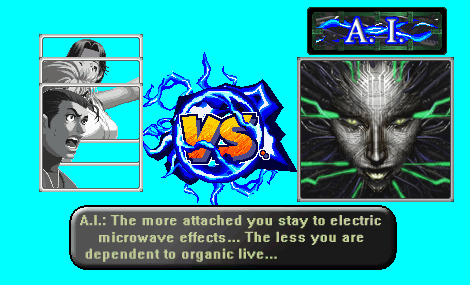 A. I.
VS.
A.I.: The more attached you stay to electric
microwave effects... The less you are
dependent to organic live...